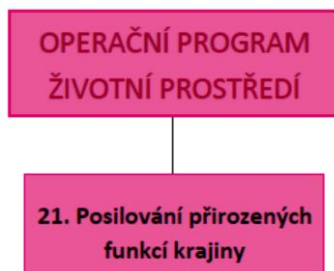 OPERAČNÍ PROGRAM
ŽIVOTNÍ PROSTŘEDÍ
21. Posilování přirozených
funkcí krajiny